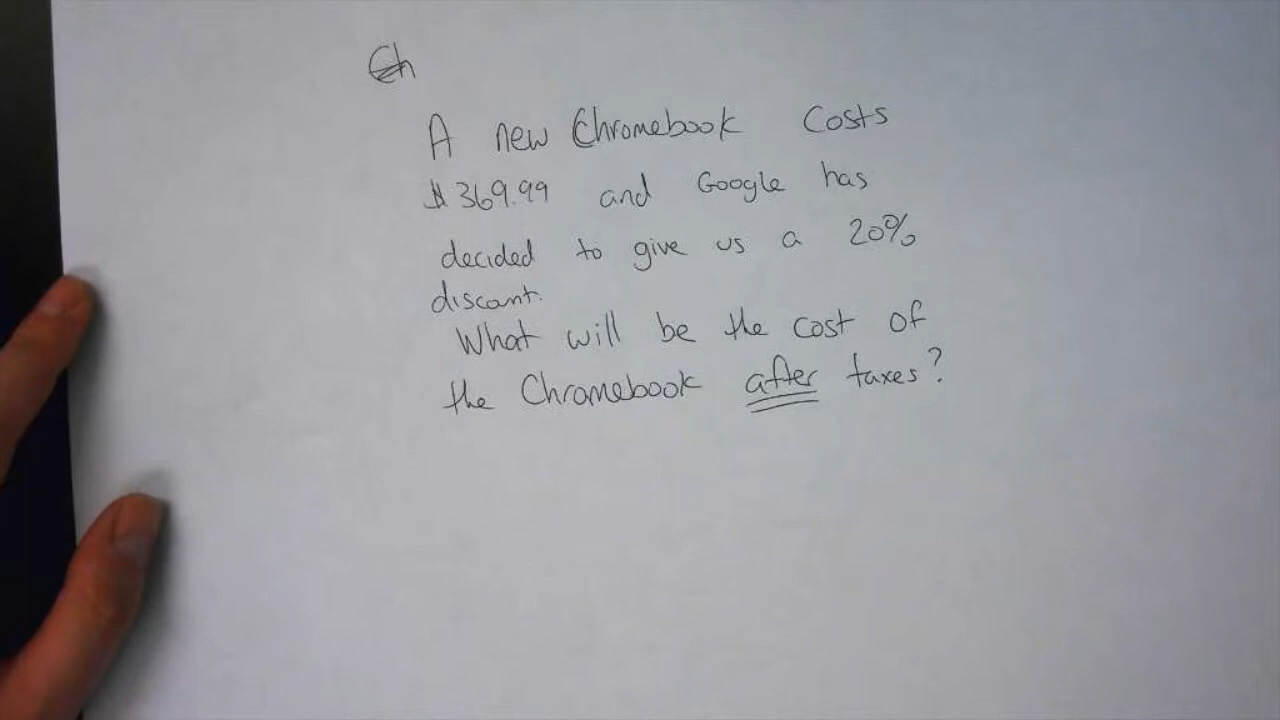 Ch
A new Chromebook Costs
$369.99 and Google has
decided to give us a 20%
discont.
What will be the cost of
the Chromebook after taxes?